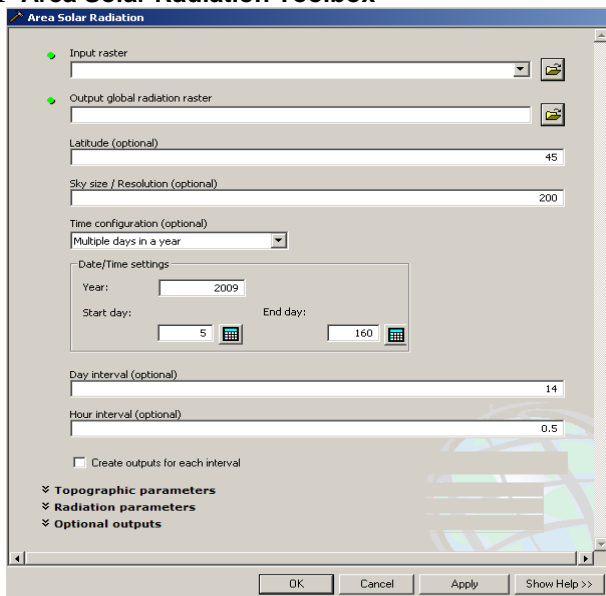 Area Solar Radiation Toolbox
Area Solar Radiation
Input raster
Output global radiation raster
Latitude (optional)
45
Sky size / Resolution (optional)
200
Time configuration (optional)
Multiple days in a year
Date/Time settings
Year: 2009
Start day: End day:
5 160
Day interval (optional)
14
Hour interval (optional)
0.5
Create outputs for each interval
Topographic parameters
Radiation parameters
Optional outputs
OK Cancel Apply Show Help >>